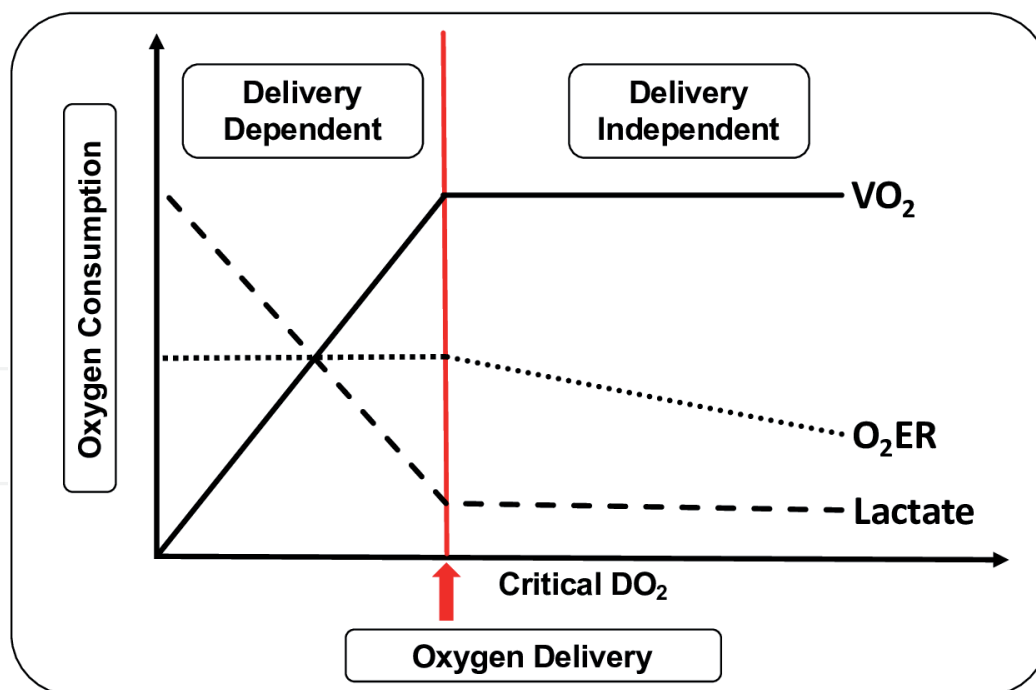 Delivery
Dependent
Delivery
Independent
Oxygen Consumption
VO₂
O₂ER
Lactate
Critical DO₂
Oxygen Delivery